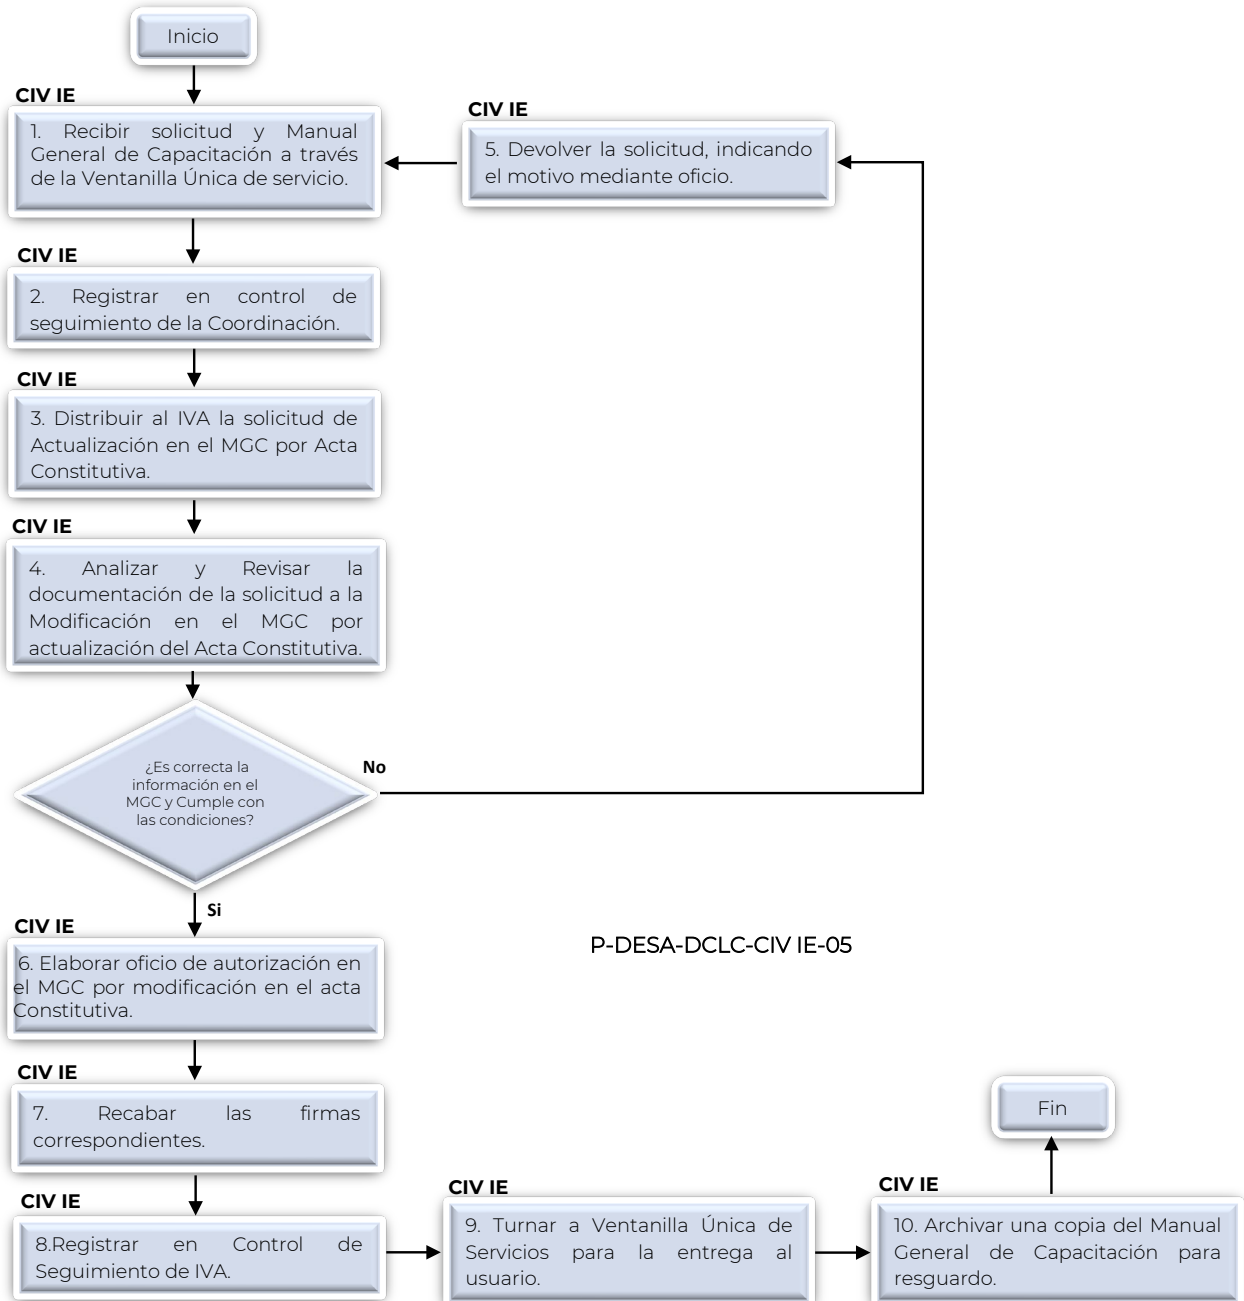 Inicio
CIV IE
1. Recibir solicitud y Manual
General de Capacitación a través
de la Ventanilla Única de servicio.
CIV IE
5. Devolver la solicitud, indicando
el motivo mediante oficio.
CIV IE
2. Registrar en control de
seguimiento de la Coordinación.
CIV IE
3. Distribuir al IVA la solicitud de
Actualización en el MGC por Acta
Constitutiva.
CIV IE
4. Analizar y Revisar la
documentación de la solicitud a la
Modificación en el MGC por
actualización del Acta Constitutiva.
¿Es correcta la
información en el
MGC y Cumple con
las condiciones?
No
Si
CIV IE
6. Elaborar oficio de autorización en
el MGC por modificación en el acta
Constitutiva.
P-DESA-DCLC-CIV IE-05
CIV IE
7. Recabar las firmas
correspondientes.
CIV IE
8.Registrar en Control de
Seguimiento de IVA.
CIV IE
9. Turnar a Ventanilla Única de
Servicios para la entrega al
usuario.
CIV IE
10. Archivar una copia del Manual
General de Capacitación para
resguardo.
Fin